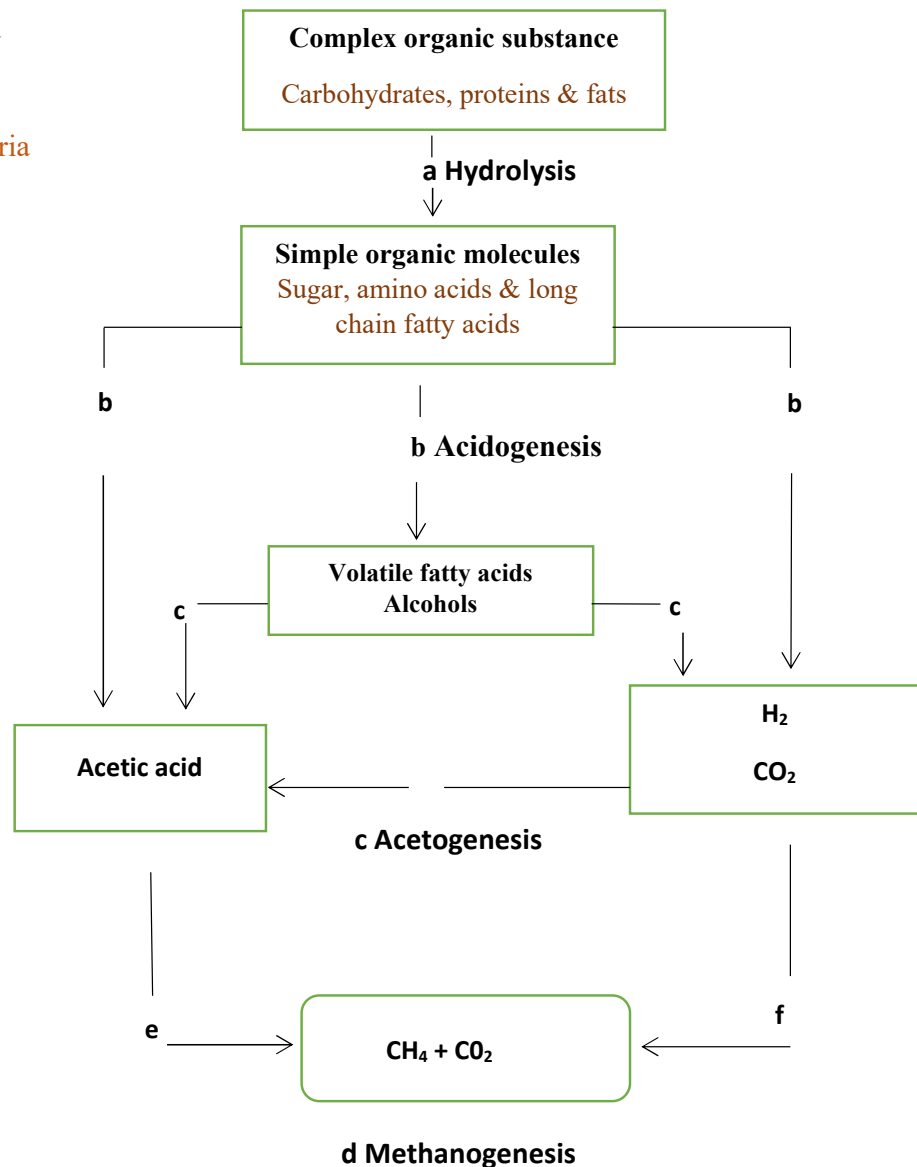 Complex organic substance
Carbohydrates, proteins & fats
ria
a Hydrolysis
Simple organic molecules
Sugar, amino acids & long
chain fatty acids
b
b
b Acidogenesis
Volatile fatty acids
Alcohols
c
c
H₂
Acetic acid
CO₂
c Acetogenesis
e
f
CH₄ + C0₂
d Methanogenesis